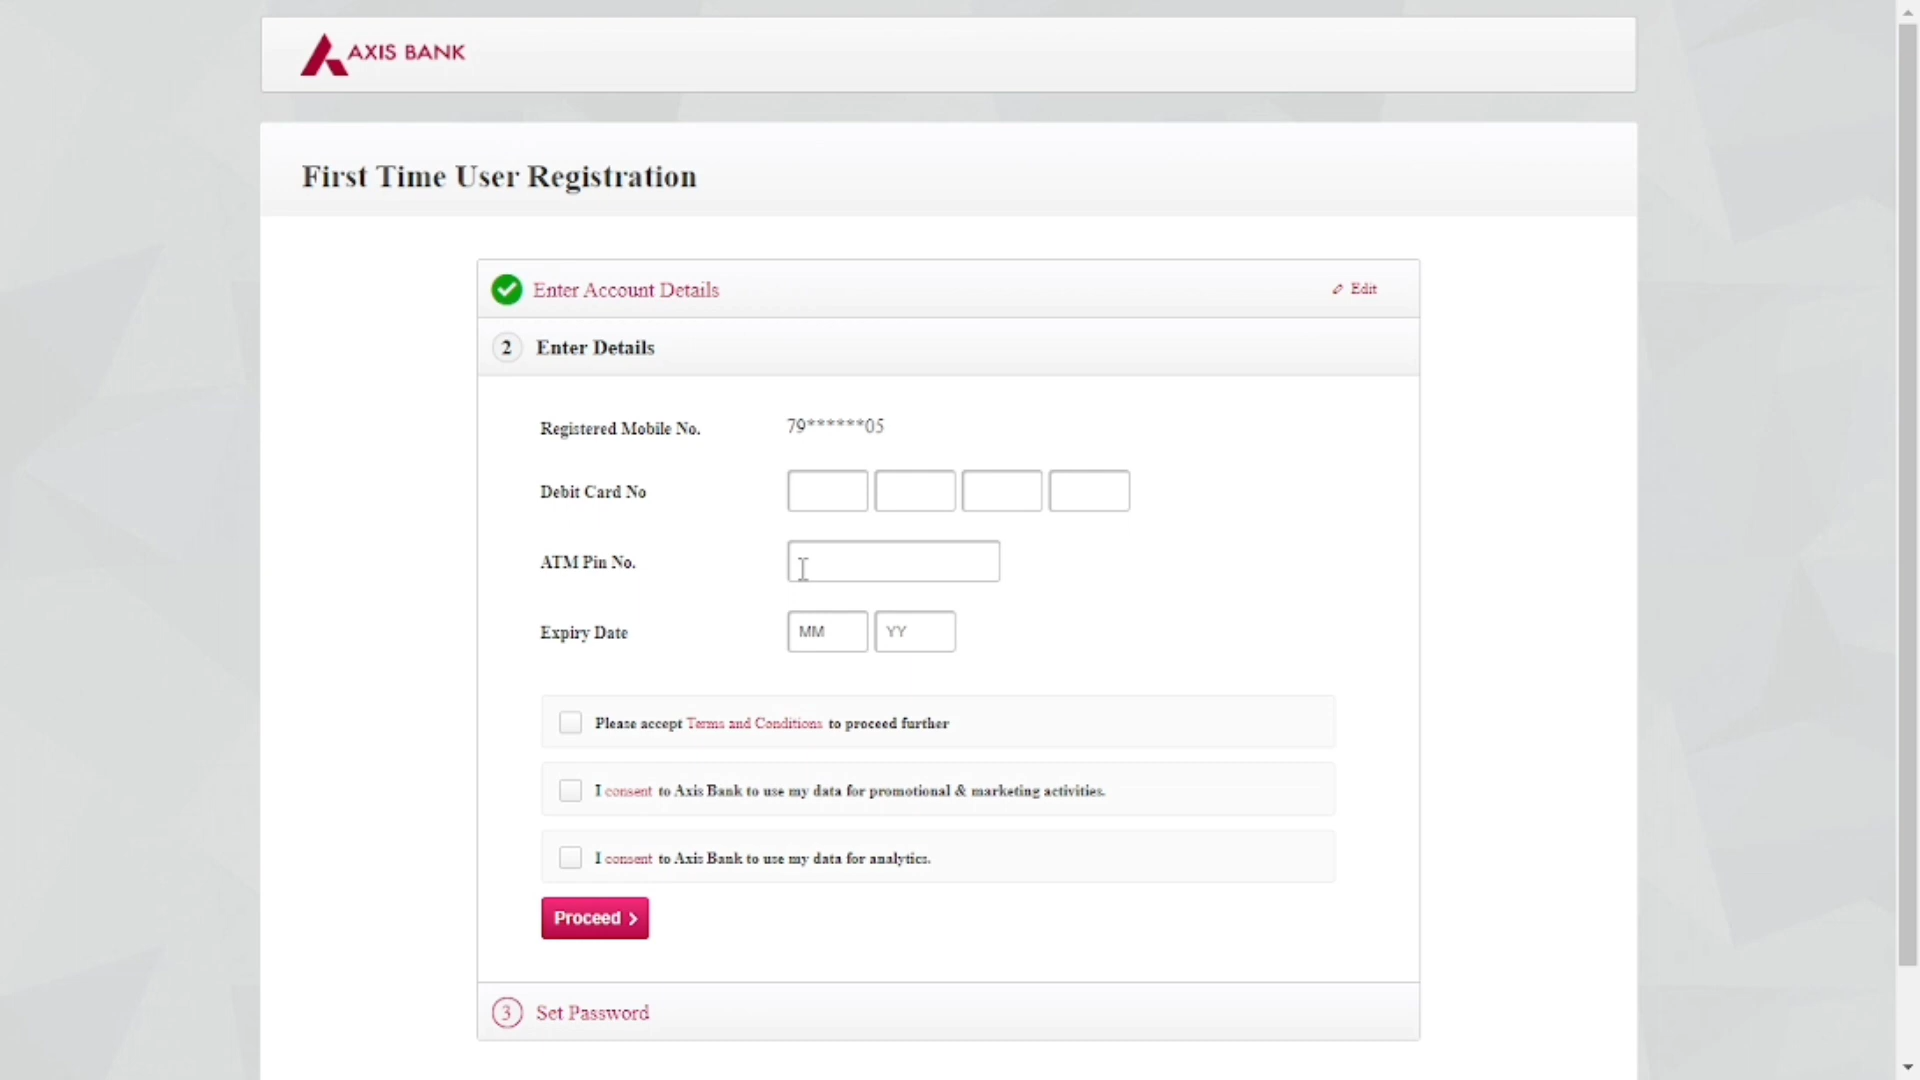 AXIS BANK
First Time User Registration
Enter Account Details
Edit
2 Enter Details
Registered Mobile No. 79******05
Debit Card No
ATM Pin No.
Expiry Date MM YY
Please accept Terms and Conditions to proceed further
I consent to Axis Bank to use my data for promotional & marketing activities.
I consent to Axis Bank to use my data for analytics.
Proceed >
3 Set Password